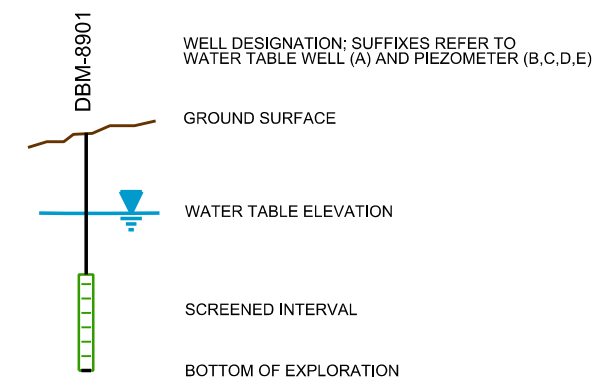 DBM-8901
WELL DESIGNATION; SUFFIXES REFER TO
WATER TABLE WELL (A) AND PIEZOMETER (B,C,D,E)
GROUND SURFACE
WATER TABLE ELEVATION
SCREENED INTERVAL
BOTTOM OF EXPLORATION